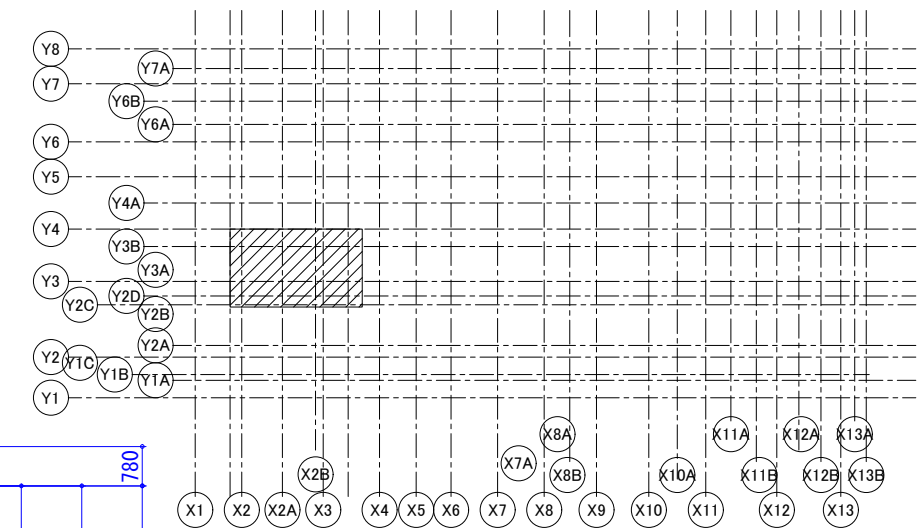 Y8
Y7A
Y7
Y6B
Y6A
Y6
Y5
Y4A
Y4
Y3B
Y3A
Y3
Y2D
Y2C
Y2B
Y2A
Y2
Y1C
Y1B
Y1A
Y1
780
X8A
X11A
X12A
X13A
X7A
X2B
X8B
X10A
X11B
X12B
X13B
X1
X2
X2A
X3
X4
X5
X6
X7
X8
X9
X10
X11
X12
X13